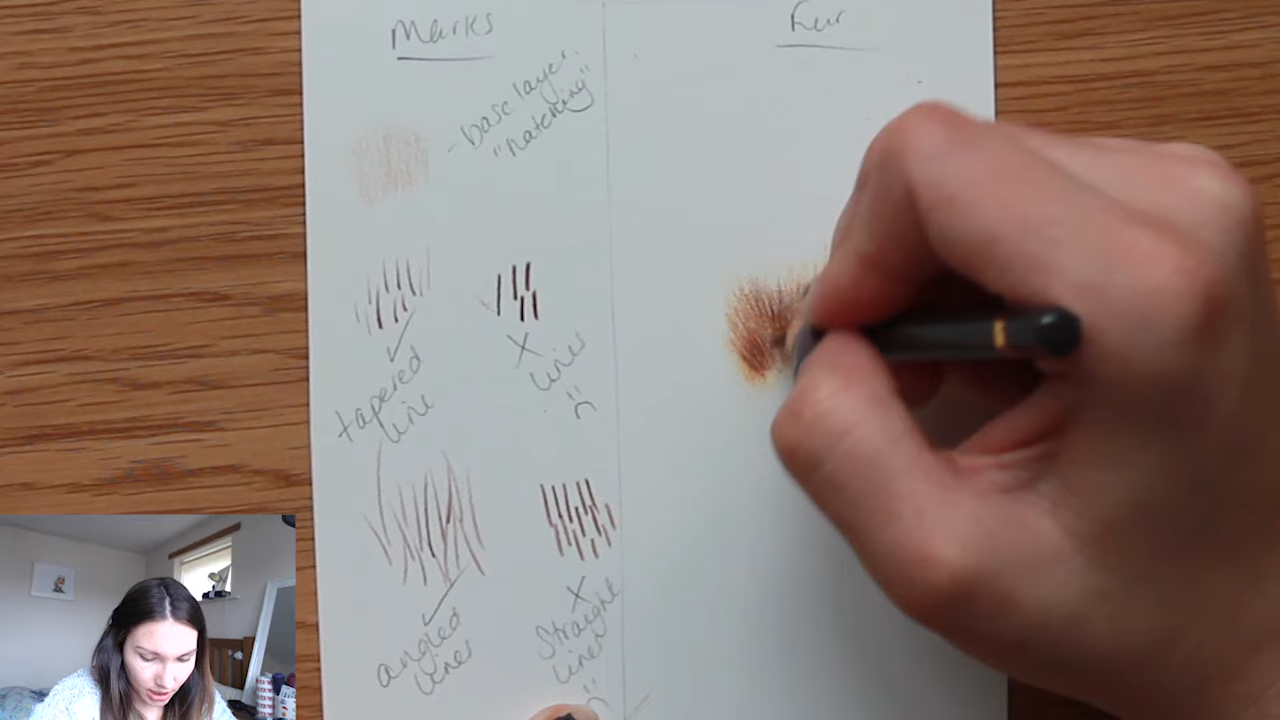 Marks
Fur
- base layer
"hatching"
✓
tapered
line
X
lines
:(
✓
angled
lines
X
Straight
lines
:(